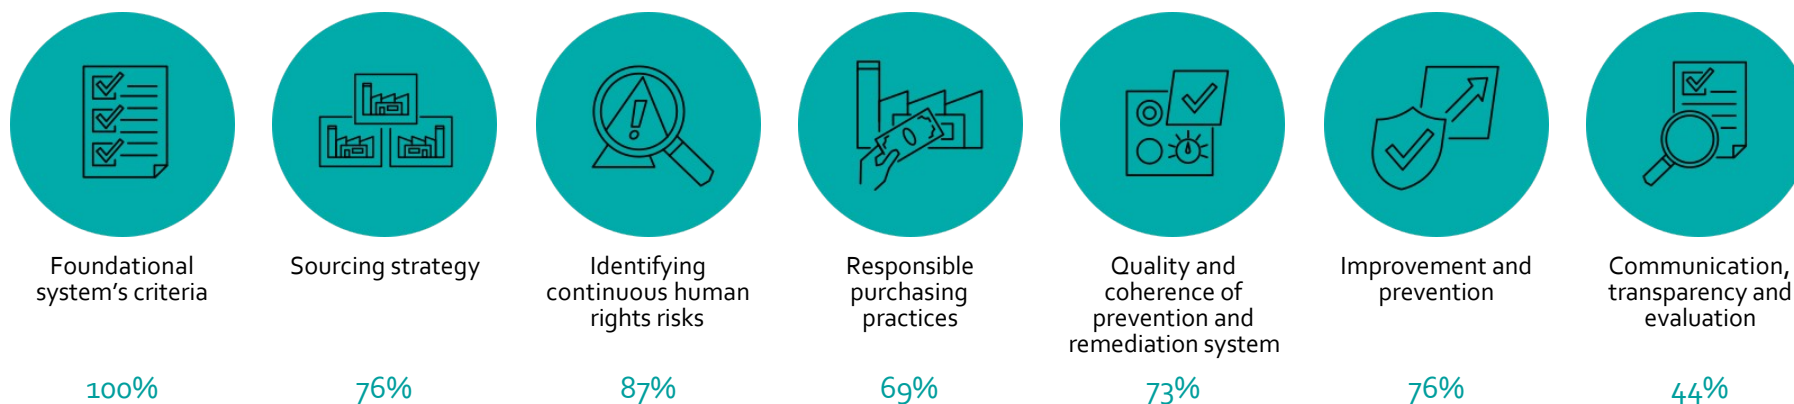 Foundational
system's criteria
100%
Sourcing strategy
76%
Identifying
continuous human
rights risks
87%
Responsible
purchasing
practices
69%
Quality and
coherence of
prevention and
remediation system
73%
Improvement and
prevention
76%
Communication,
transparency and
evaluation
44%